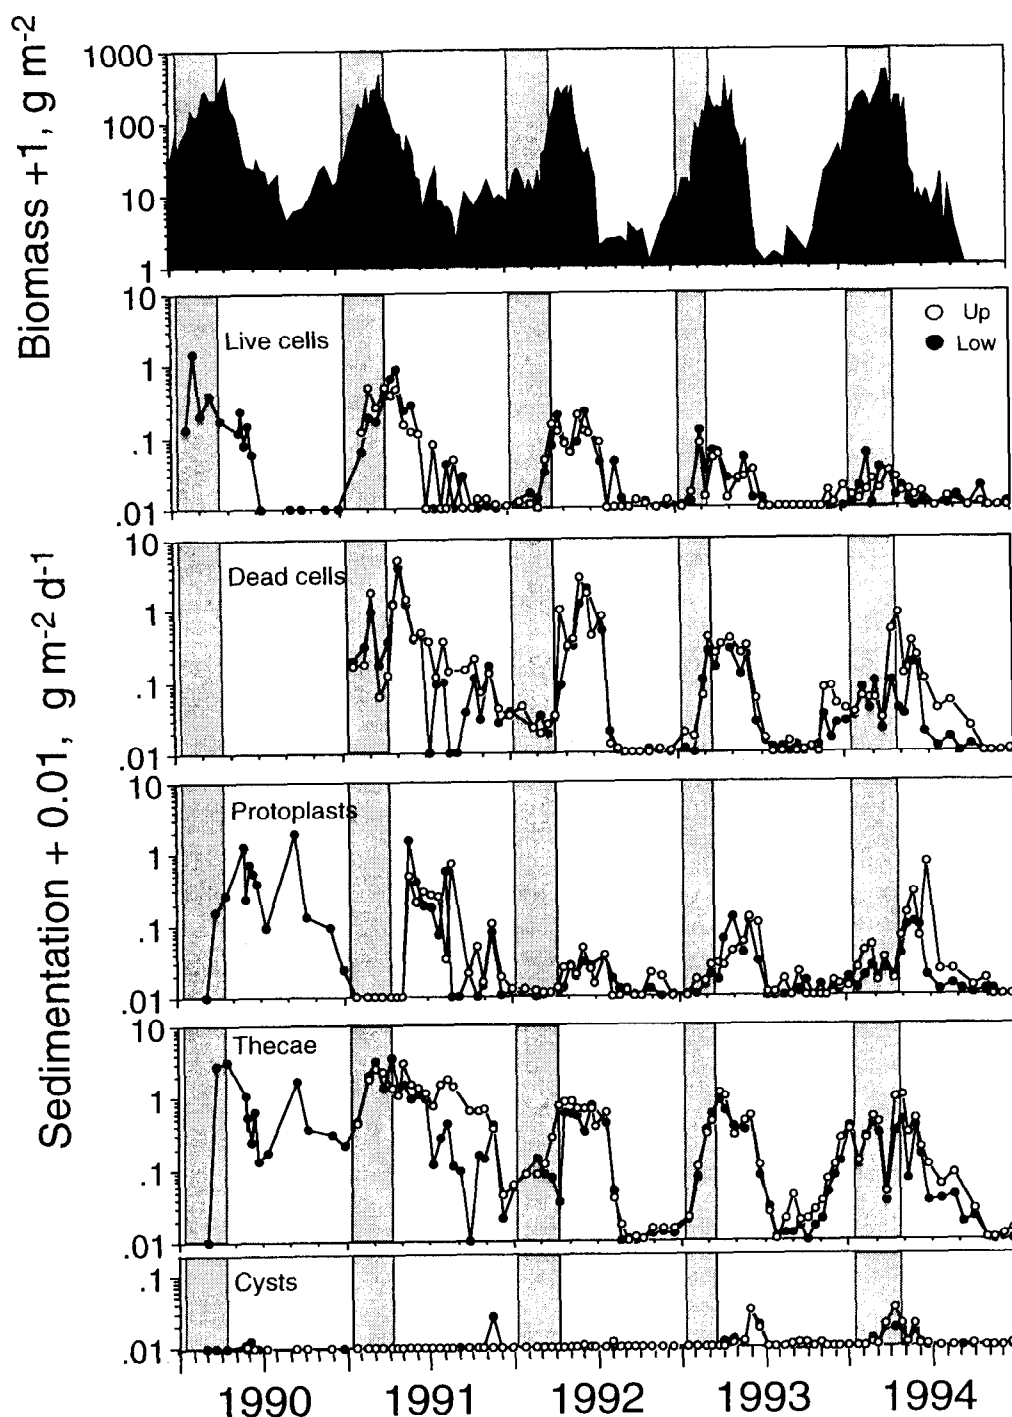 Biomass +1, g m-2
1000
100
10
1
10
1
.1
.01
Live cells
Up
Low
Sedimentation + 0.01, g m-2 d-1
10
1
.1
.01
Dead cells
10
1
.1
.01
Protoplasts
10
1
.1
.01
Thecae
.1
.01
Cysts
1990 1991 1992 1993 1994